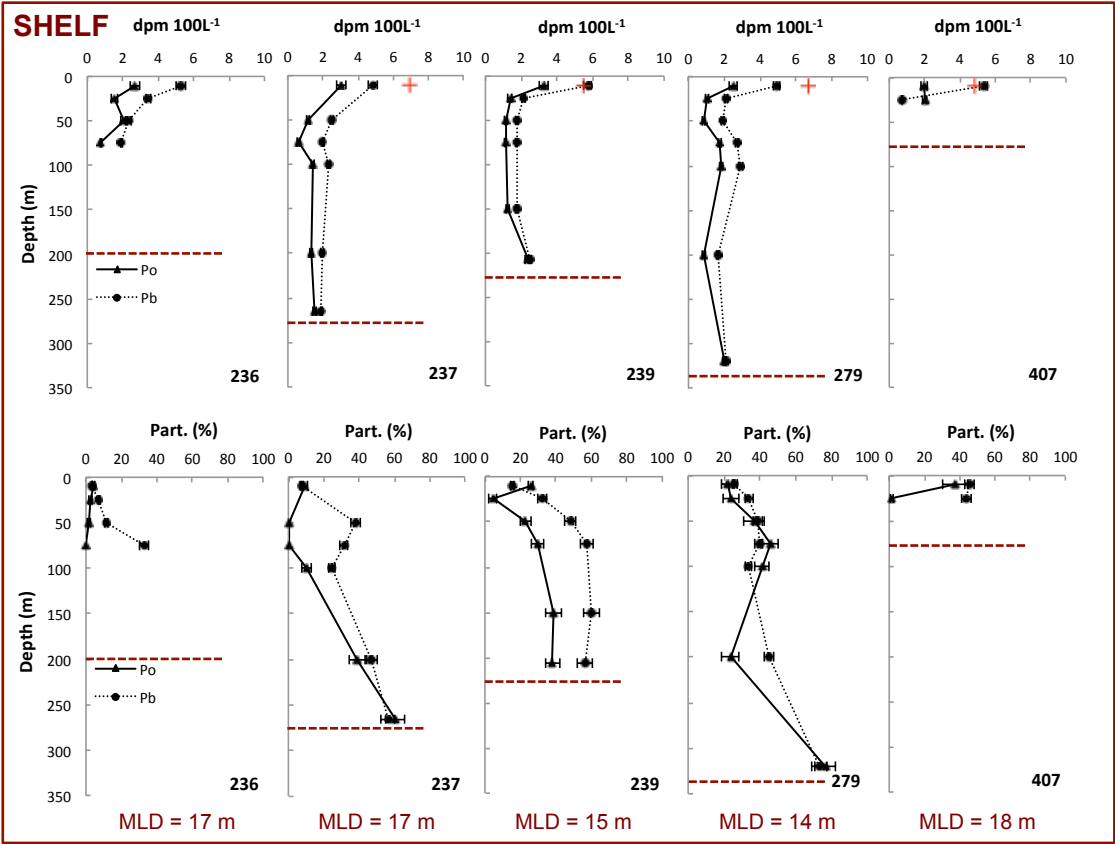 SHELF
dpm 100L-1 dpm 100L-1 dpm 100L-1 dpm 100L-1 dpm 100L-1
0 2 4 6 8 10 0 2 4 6 8 10 0 2 4 6 8 10 0 2 4 6 8 10 0 2 4 6 8 10
0
50
100
150
200
250
300
350
Depth (m)
Po
Pb
236 237 239 279 407
Part. (%) Part. (%) Part. (%) Part. (%) Part. (%)
0 20 40 60 80 100 0 20 40 60 80 100 0 20 40 60 80 100 0 20 40 60 80 100 0 20 40 60 80 100
0
50
100
150
200
250
300
350
Depth (m)
Po
Pb
236 237 239 279 407
MLD = 17 m MLD = 17 m MLD = 15 m MLD = 14 m MLD = 18 m